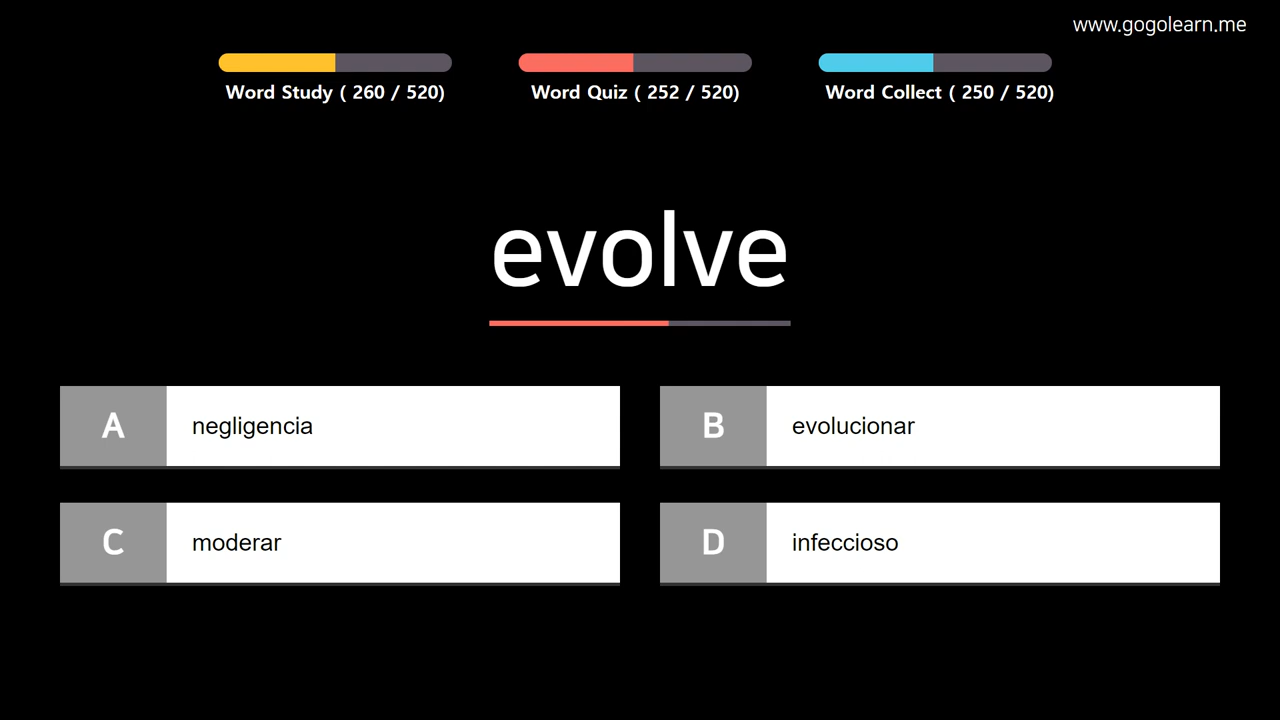 www.gogolearn.me
Word Study ( 260 / 520)
Word Quiz ( 252 / 520)
Word Collect ( 250 / 520)
evolve
A negligencia
B evolucionar
C moderar
D infeccioso